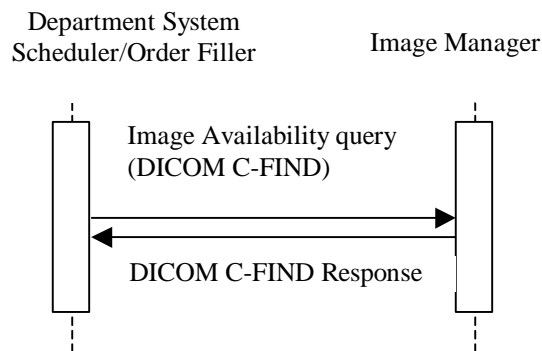 Department System
Scheduler/Order Filler
Image Manager
Image Availability query
(DICOM C-FIND)
DICOM C-FIND Response